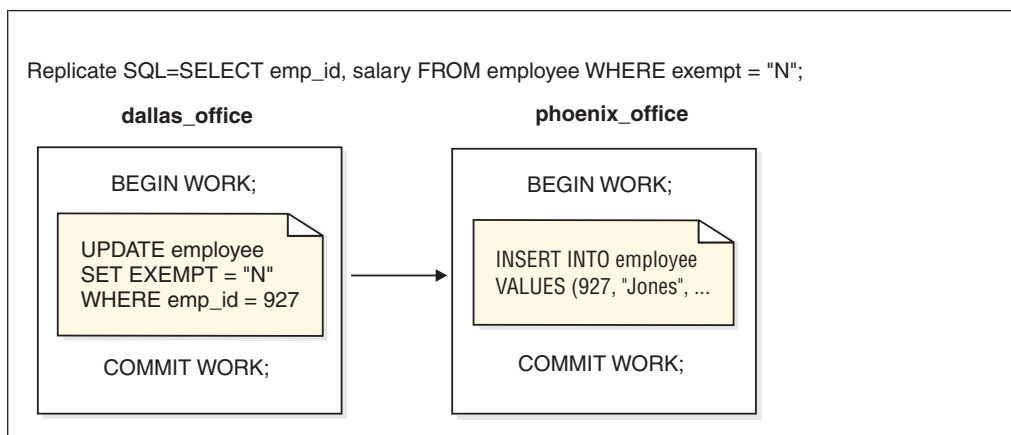 Replicate SQL=SELECT emp_id, salary FROM employee WHERE exempt = "N";
dallas_office
BEGIN WORK;
UPDATE employee
SET EXEMPT = "N"
WHERE emp_id = 927
COMMIT WORK;
phoenix_office
BEGIN WORK;
INSERT INTO employee
VALUES (927, "Jones", ...
COMMIT WORK;